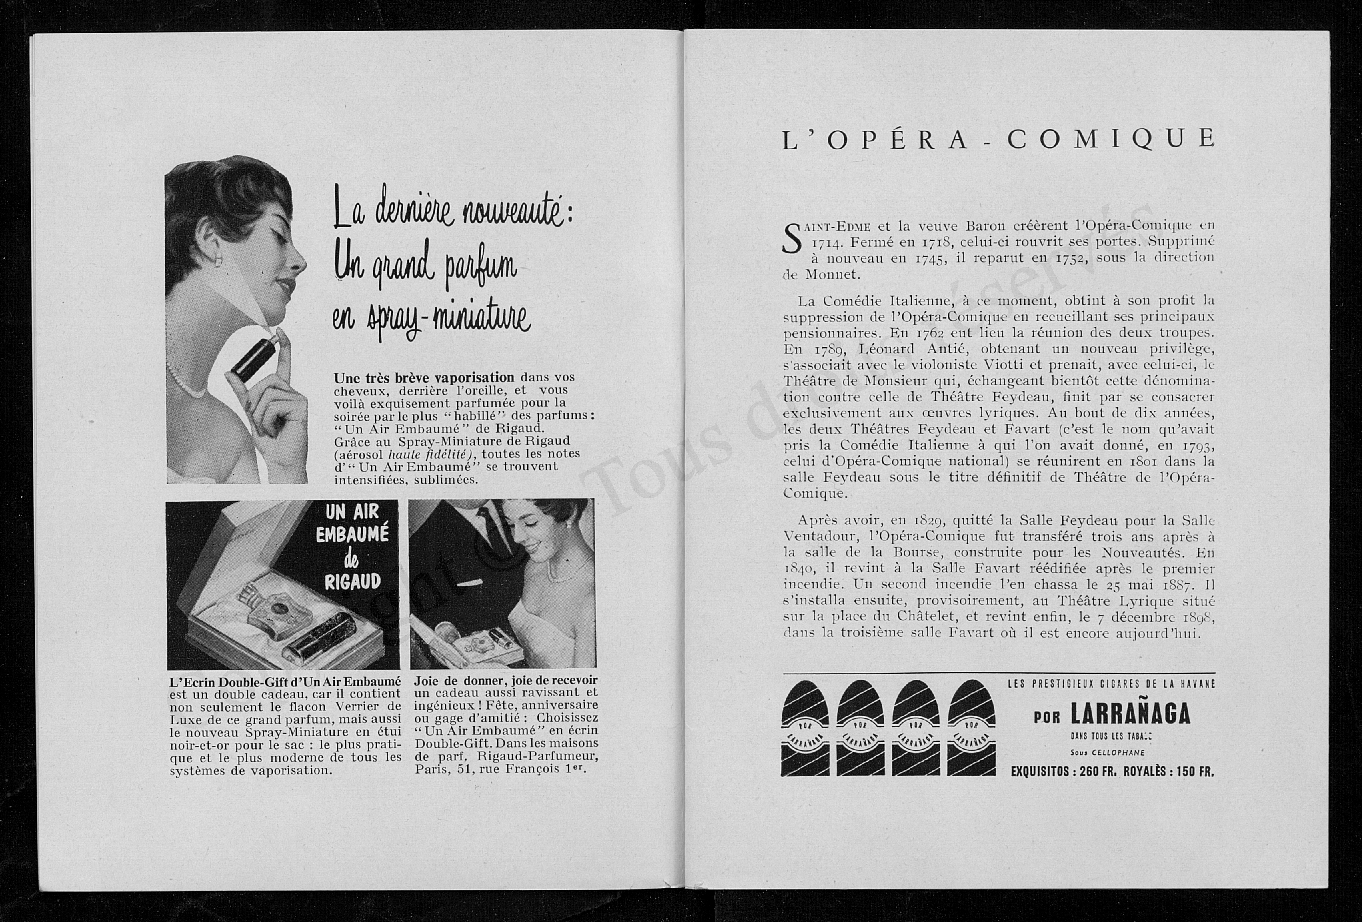 La dernière nouveauté :
Un grand parfum
en spray-miniature
Une très brève vaporisation dans vos
cheveux, derrière l'oreille, et vous
voilà exquisement parfumée pour la
soirée par le plus “habillé” des parfums :
“Un Air Embaumé” de Rigaud.
Grâce au Spray-Miniature de Rigaud
(aérosol haute fidélité), toutes les notes
d'“Un Air Embaumé” se trouvent
intensifiées, sublimées.
UN AIR
EMBAUMÉ
de
RIGAUD
L'Ecrin Double-Gift d'Un Air Embaumé
est un double cadeau, car il contient
non seulement le flacon Verrier de
Luxe de ce grand parfum, mais aussi
le nouveau Spray-Miniature en étui
noir-et-or pour le sac : le plus prati-
que et le plus moderne de tous les
systèmes de vaporisation.
Joie de donner, joie de recevoir
un cadeau aussi ravissant et
ingénieux ! Fête, anniversaire
ou gage d'amitié : Choisissez
“Un Air Embaumé” en écrin
Double-Gift. Dans les maisons
de parf. Rigaud-Parfumeur,
Paris, 51, rue François 1er.
L'OPÉRA-COMIQUE
SAINT-EDME et la veuve Baron créèrent l'Opéra-Comique en
1714. Fermé en 1718, celui-ci rouvrit ses portes. Supprimé
à nouveau en 1745, il reparut en 1752, sous la direction
de Monnet.
La Comédie Italienne, à ce moment, obtint à son profit la
suppression de l'Opéra-Comique en recueillant ses principaux
pensionnaires. En 1762 eut lieu la réunion des deux troupes.
En 1789, Léonard Antié, obtenant un nouveau privilège,
s'associait avec le violoniste Viotti et prenait, avec celui-ci, le
Théâtre de Monsieur qui, échangeant bientôt cette dénomina-
tion contre celle de Théâtre Feydeau, finit par se consacrer
exclusivement aux œuvres lyriques. Au bout de dix années,
les deux Théâtres Feydeau et Favart (c'est le nom qu'avait
pris la Comédie Italienne à qui l'on avait donné, en 1793,
celui d'Opéra-Comique national) se réunirent en 1801 dans la
salle Feydeau sous le titre définitif de Théâtre de l'Opéra-
Comique.
Après avoir, en 1829, quitté la Salle Feydeau pour la Salle
Ventadour, l'Opéra-Comique fut transféré trois ans après à
la salle de la Bourse, construite pour les Nouveautés. En
1840, il revint à la Salle Favart réédifiée après le premier
incendie. Un second incendie l'en chassa le 25 mai 1887. Il
s'installa ensuite, provisoirement, au Théâtre Lyrique situé
sur la place du Châtelet, et revint enfin, le 7 décembre 1898,
dans la troisième salle Favart où il est encore aujourd'hui.
POR POR POR POR
LARRAÑAGA LARRAÑAGA LARRAÑAGA LARRAÑAGA
LES PRESTIGIEUX CIGARES DE LA HAVANE
POR LARRAÑAGA
DANS TOUS LES TABACS
Sous CELLOPHANE
EXQUISITOS : 260 FR. ROYALÈS : 150 FR.